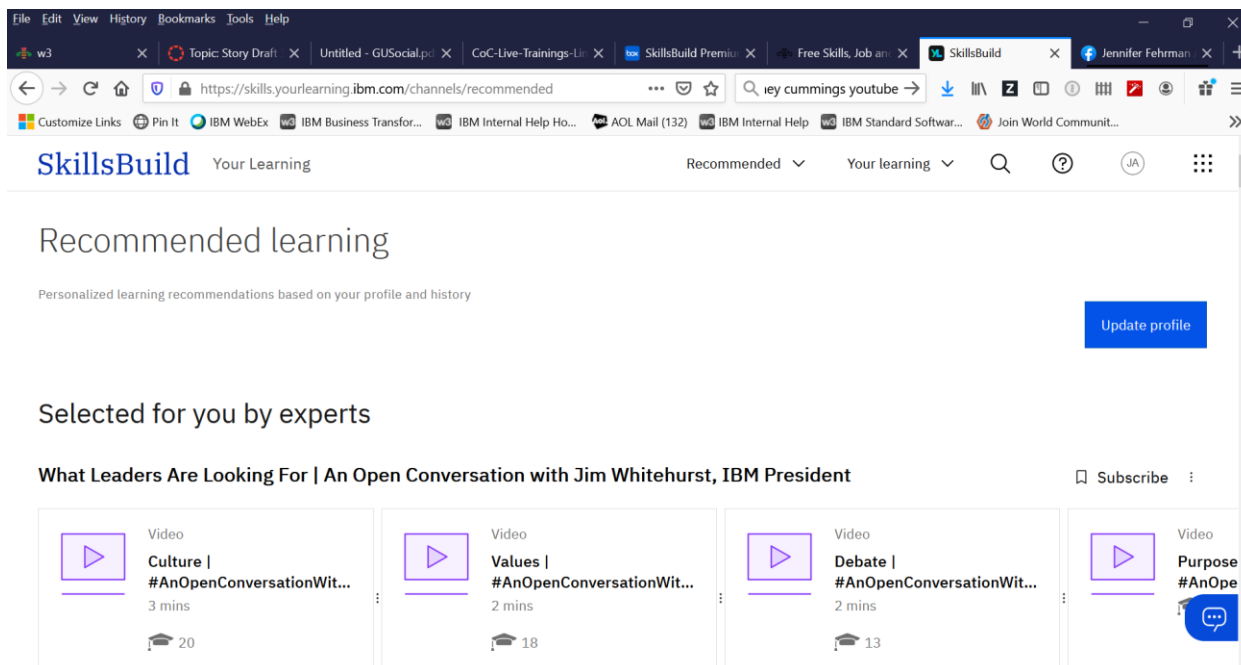 File Edit View History Bookmarks Tools Help
w3 Topic: Story Draft Untitled - GUSocial.pd CoC-Live-Trainings-Lin SkillsBuild Premiu Free Skills, Job and SkillsBuild Jennifer Fehrman
https://skills.yourlearning.ibm.com/channels/recommended ey cummings youtube
Customize Links Pin It IBM WebEx IBM Business Transfor... IBM Internal Help Ho... AOL Mail (132) IBM Internal Help IBM Standard Softwar... Join World Communit...
SkillsBuild Your Learning Recommended Your learning JA
Recommended learning
Personalized learning recommendations based on your profile and history
Update profile
Selected for you by experts
What Leaders Are Looking For | An Open Conversation with Jim Whitehurst, IBM President Subscribe
Video Video Video Video
Culture | Values | Debate | Purpose
#AnOpenConversationWit... #AnOpenConversationWit... #AnOpenConversationWit... #AnOpe
3 mins 2 mins 2 mins
20 18 13